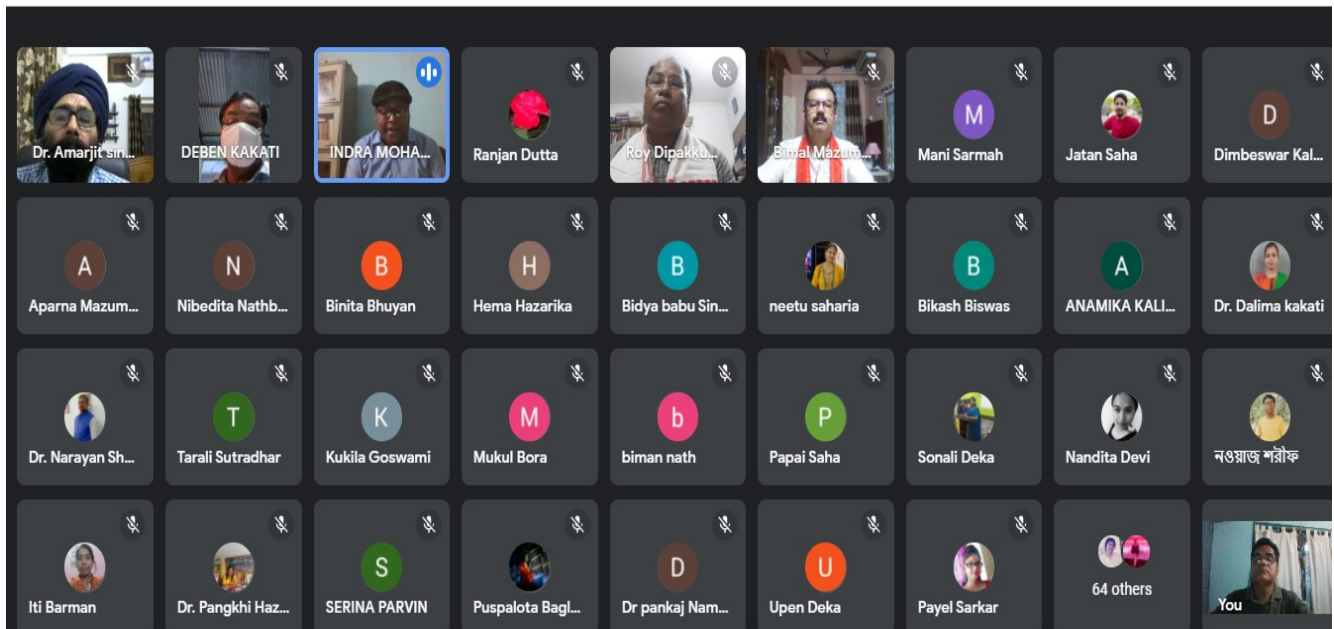 Dr. Amarjit sin...
DEBEN KAKATI
INDRA MOHA...
Ranjan Dutta
Roy Dipakku...
Bimal Mazum...
M
Mani Sarmah
Jatan Saha
D
Dimbeswar Kal...
A
Aparna Mazum...
N
Nibedita Nathb...
B
Binita Bhuyan
H
Hema Hazarika
B
Bidya babu Sin...
neetu saharia
B
Bikash Biswas
A
ANAMIKA KALI...
Dr. Dalima kakati
Dr. Narayan Sh...
T
Tarali Sutradhar
K
Kukila Goswami
M
Mukul Bora
b
biman nath
P
Papai Saha
Sonali Deka
Nandita Devi
নওয়াজ শরীফ
Iti Barman
Dr. Pangkhi Haz...
S
SERINA PARVIN
Puspalota Bagl...
D
Dr pankaj Nam...
U
Upen Deka
Payel Sarkar
64 others
You